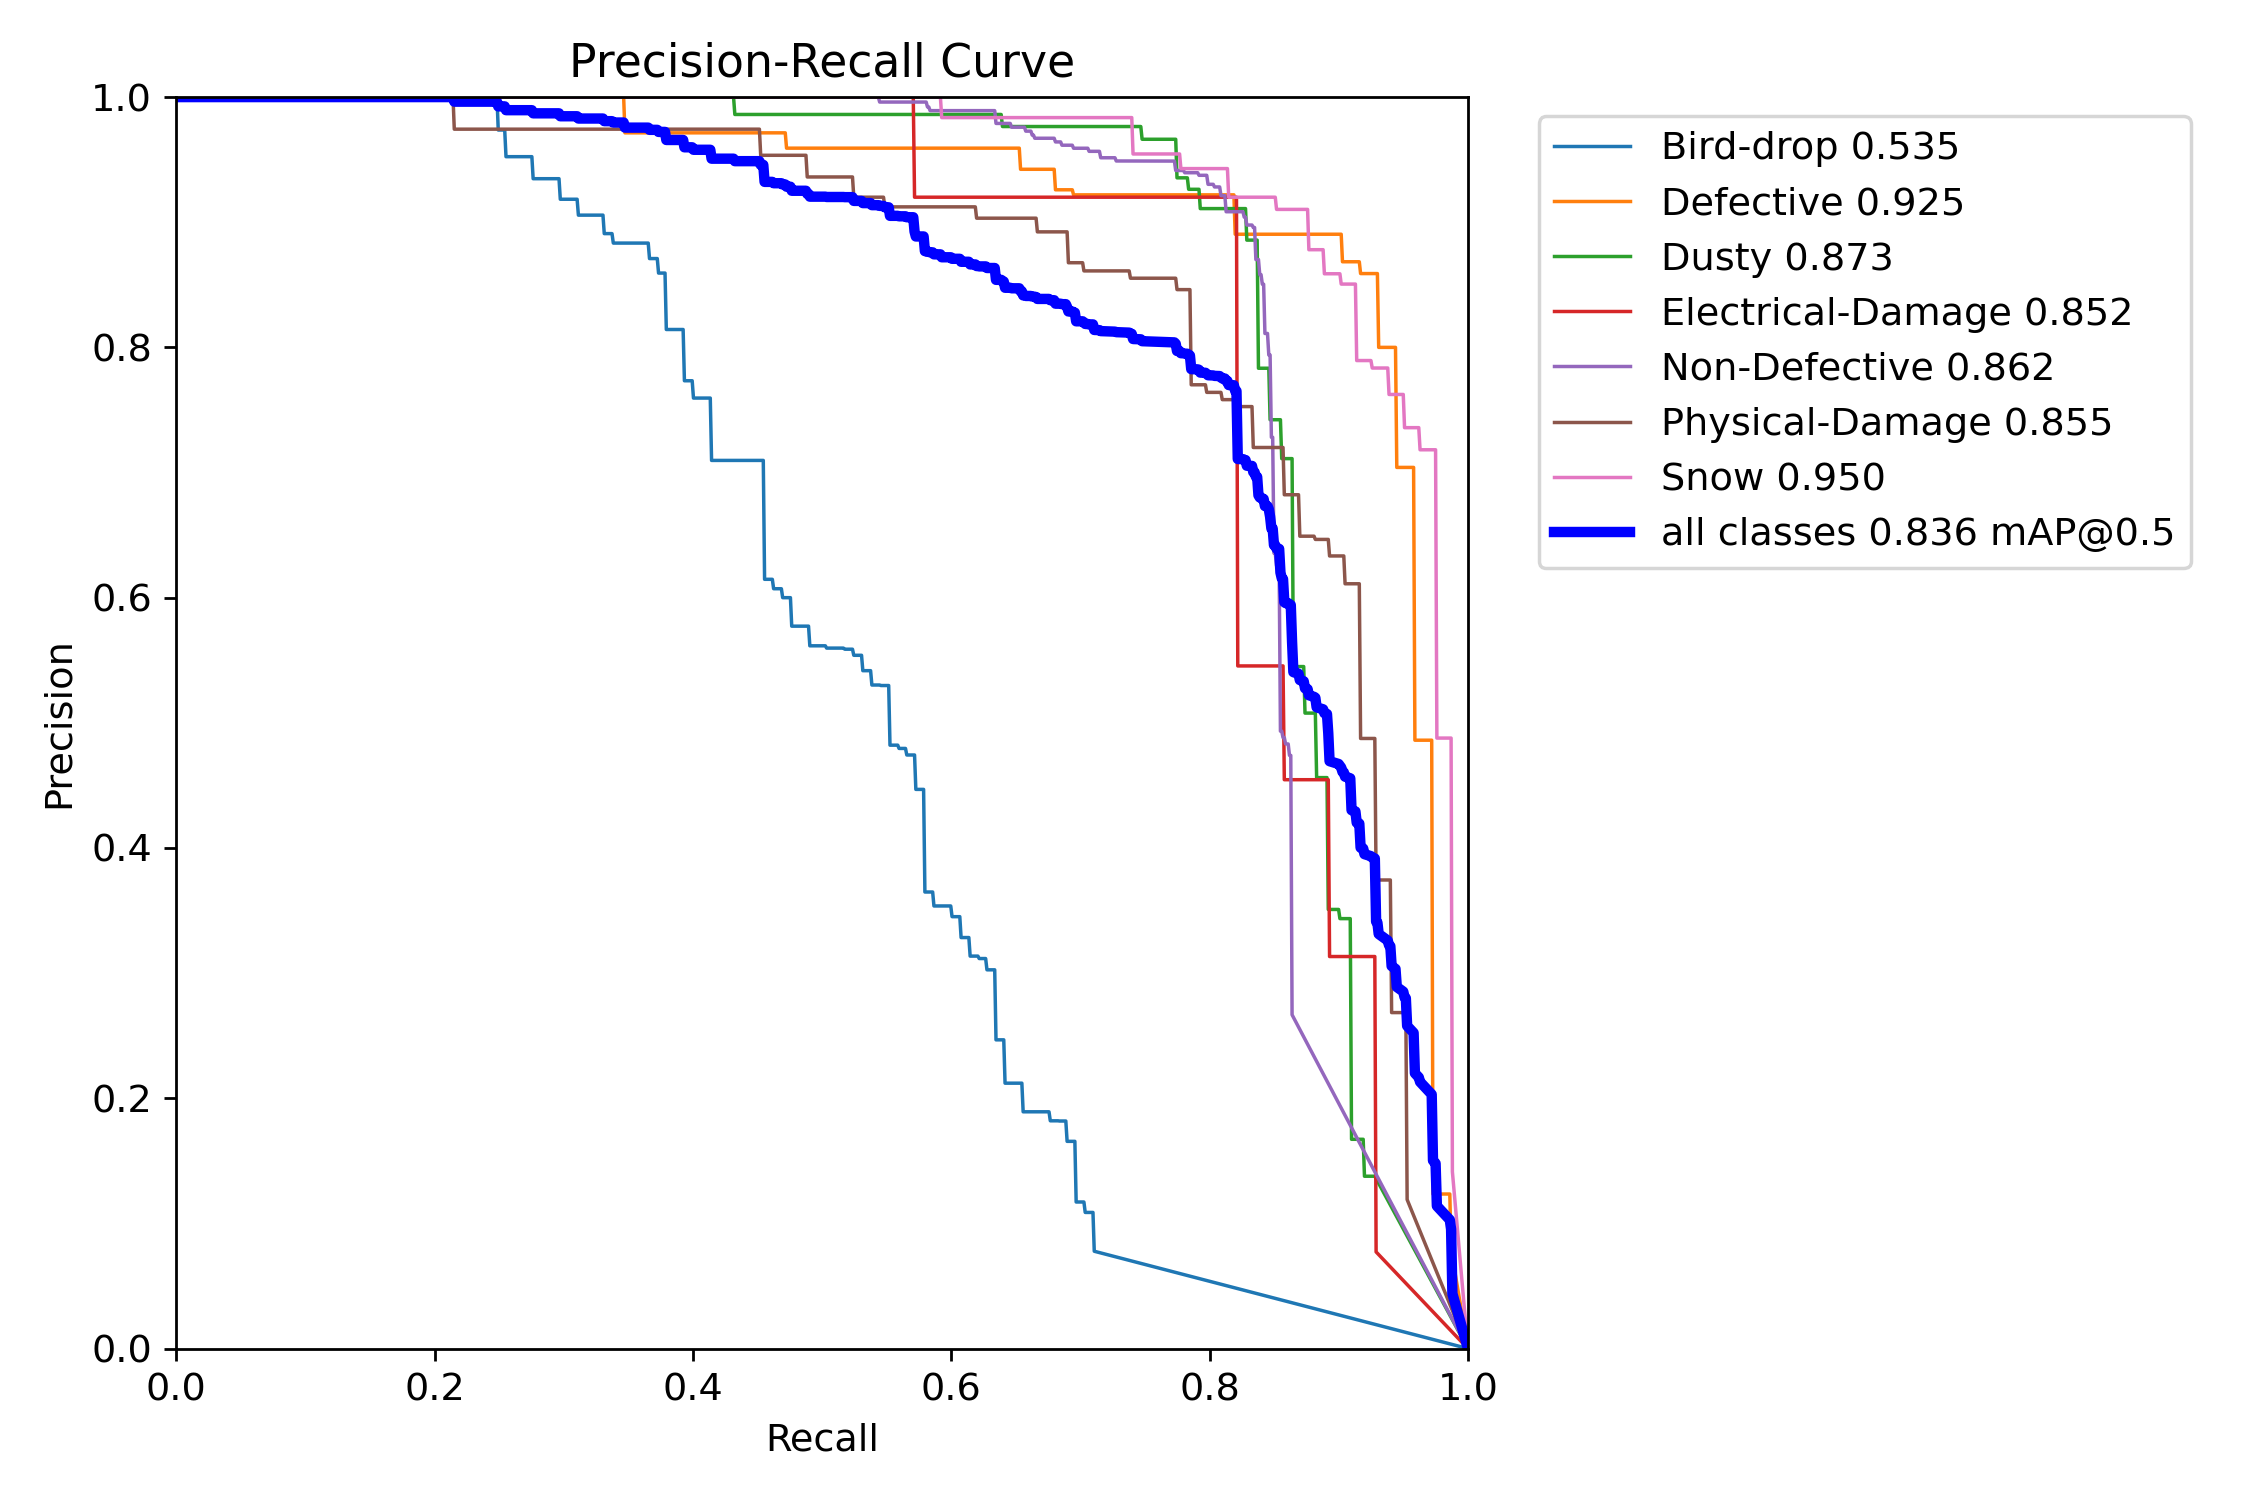 Precision-Recall Curve
1.0
0.8
0.6
0.4
0.2
0.0
Precision
0.0 0.2 0.4 0.6 0.8 1.0
Recall
Bird-drop 0.535
Defective 0.925
Dusty 0.873
Electrical-Damage 0.852
Non-Defective 0.862
Physical-Damage 0.855
Snow 0.950
all classes 0.836 mAP@0.5